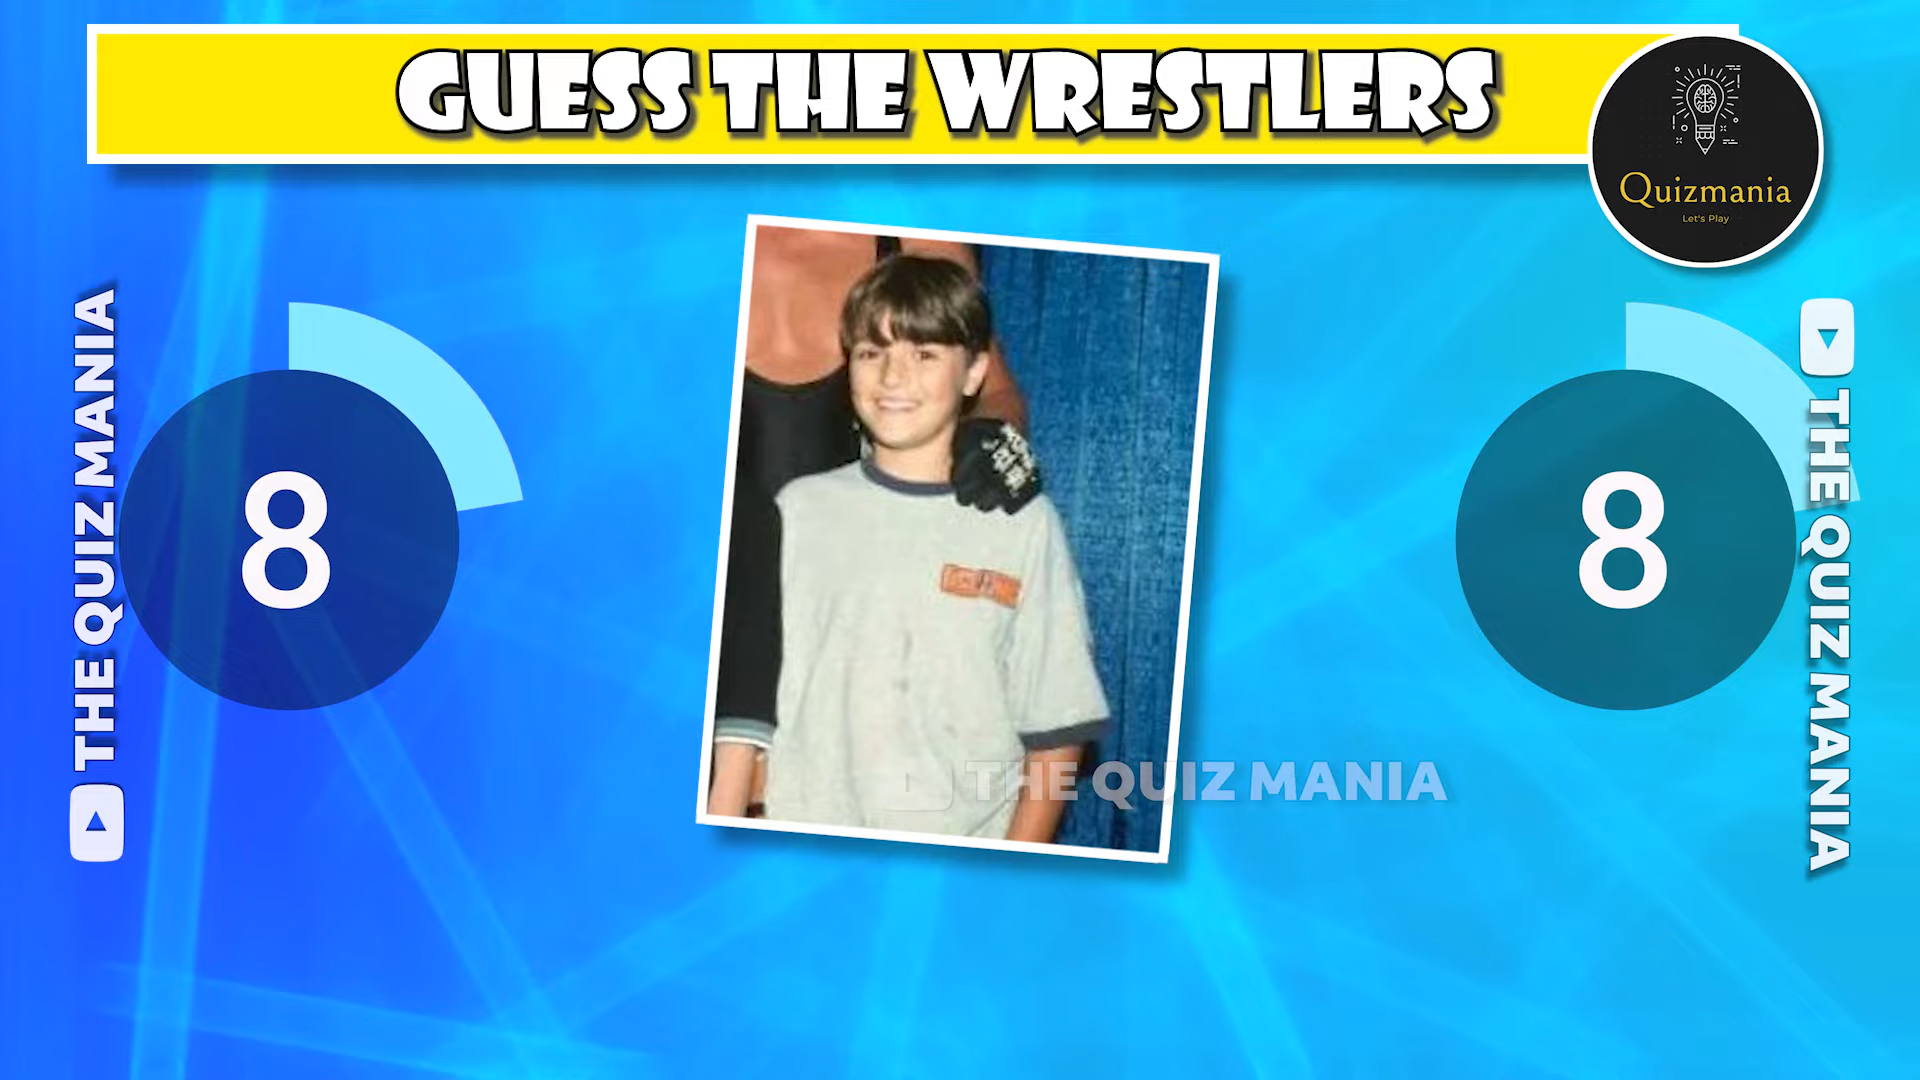 GUESS THE WRESTLERS
Quizmania
Let's Play
THE QUIZ MANIA
8
8
THE QUIZ MANIA
THE QUIZ MANIA